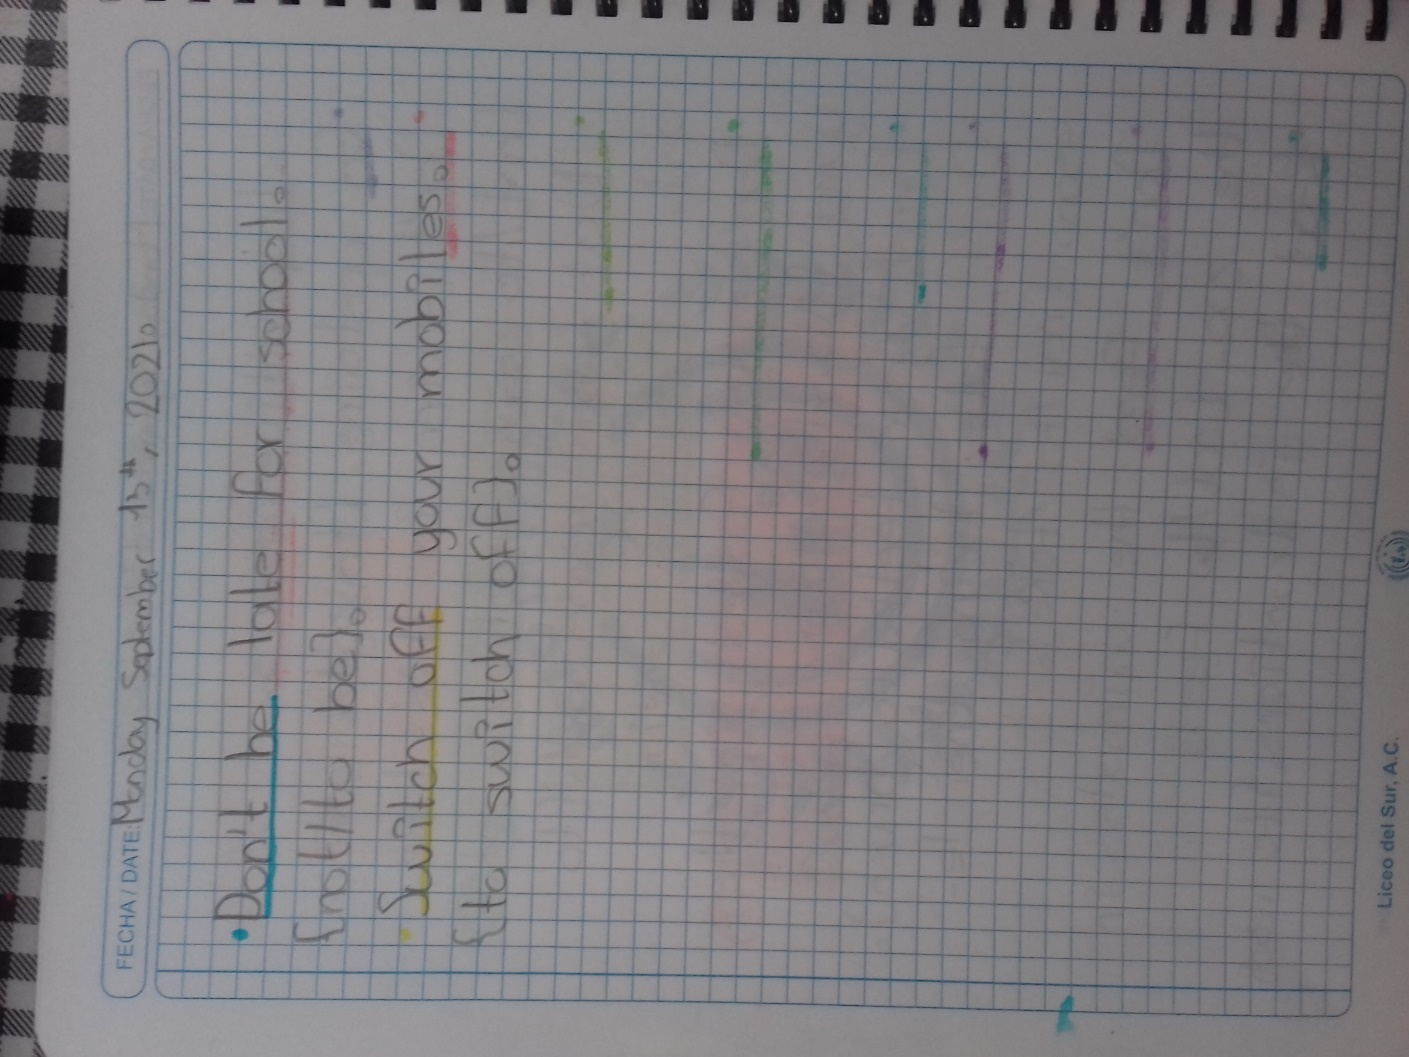 FECHA / DATE: Monday September 13th, 2021.
• Don't be late for school.
{not/to be}.
• Switch off your mobiles.
{to switch off}.
Liceo del Sur, A.C.